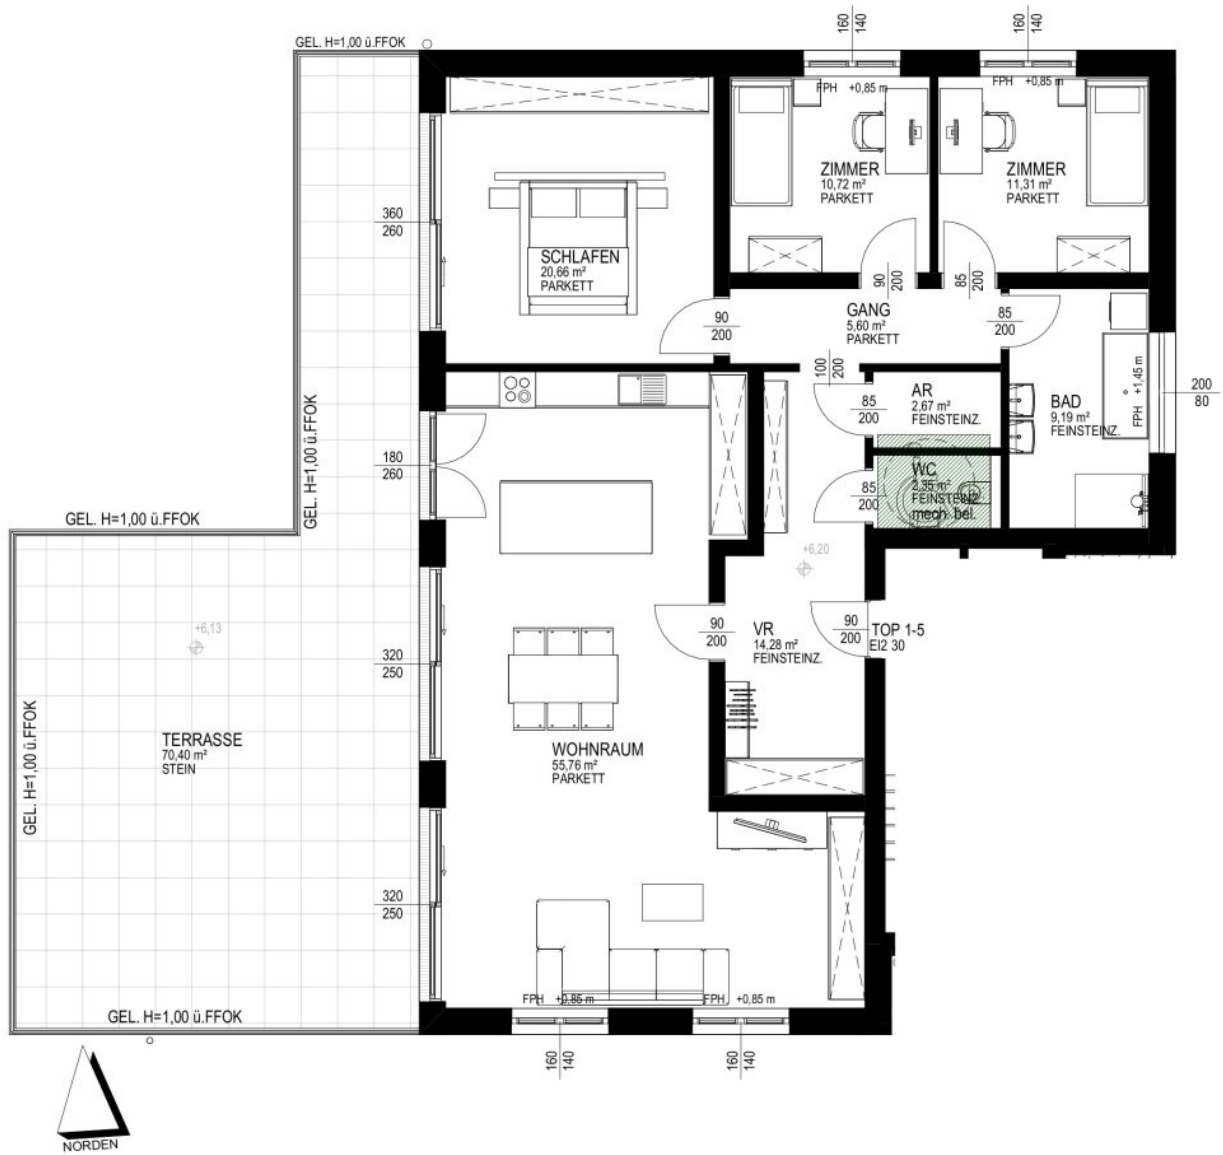 GEL. H=1,00 ü.FFOK
160
140
160
140
FPH +0,85 m
FPH +0,85 m
ZIMMER
10,72 m²
PARKETT
ZIMMER
11,31 m²
PARKETT
360
260
SCHLAFEN
20,66 m²
PARKETT
90
200
85
200
GANG
5,60 m²
PARKETT
90
200
85
200
100
200
GEL. H=1,00 ü.FFOK
AR
2,67 m²
FEINSTEINZ.
85
200
BAD
9,19 m²
FEINSTEINZ.
FPH +1,45 m
200
80
180
260
WC
2,35 m²
FEINSTEINZ.
mech. bel.
85
200
GEL. H=1,00 ü.FFOK
+6,20
+6,13
90
200
VR
14,28 m²
FEINSTEINZ.
90
200
TOP 1-5
EI2 30
320
250
GEL. H=1,00 ü.FFOK
TERRASSE
70,40 m²
STEIN
WOHNRAUM
55,76 m²
PARKETT
320
250
FPH +0,85 m
FPH +0,85 m
GEL. H=1,00 ü.FFOK
160
140
160
140
NORDEN